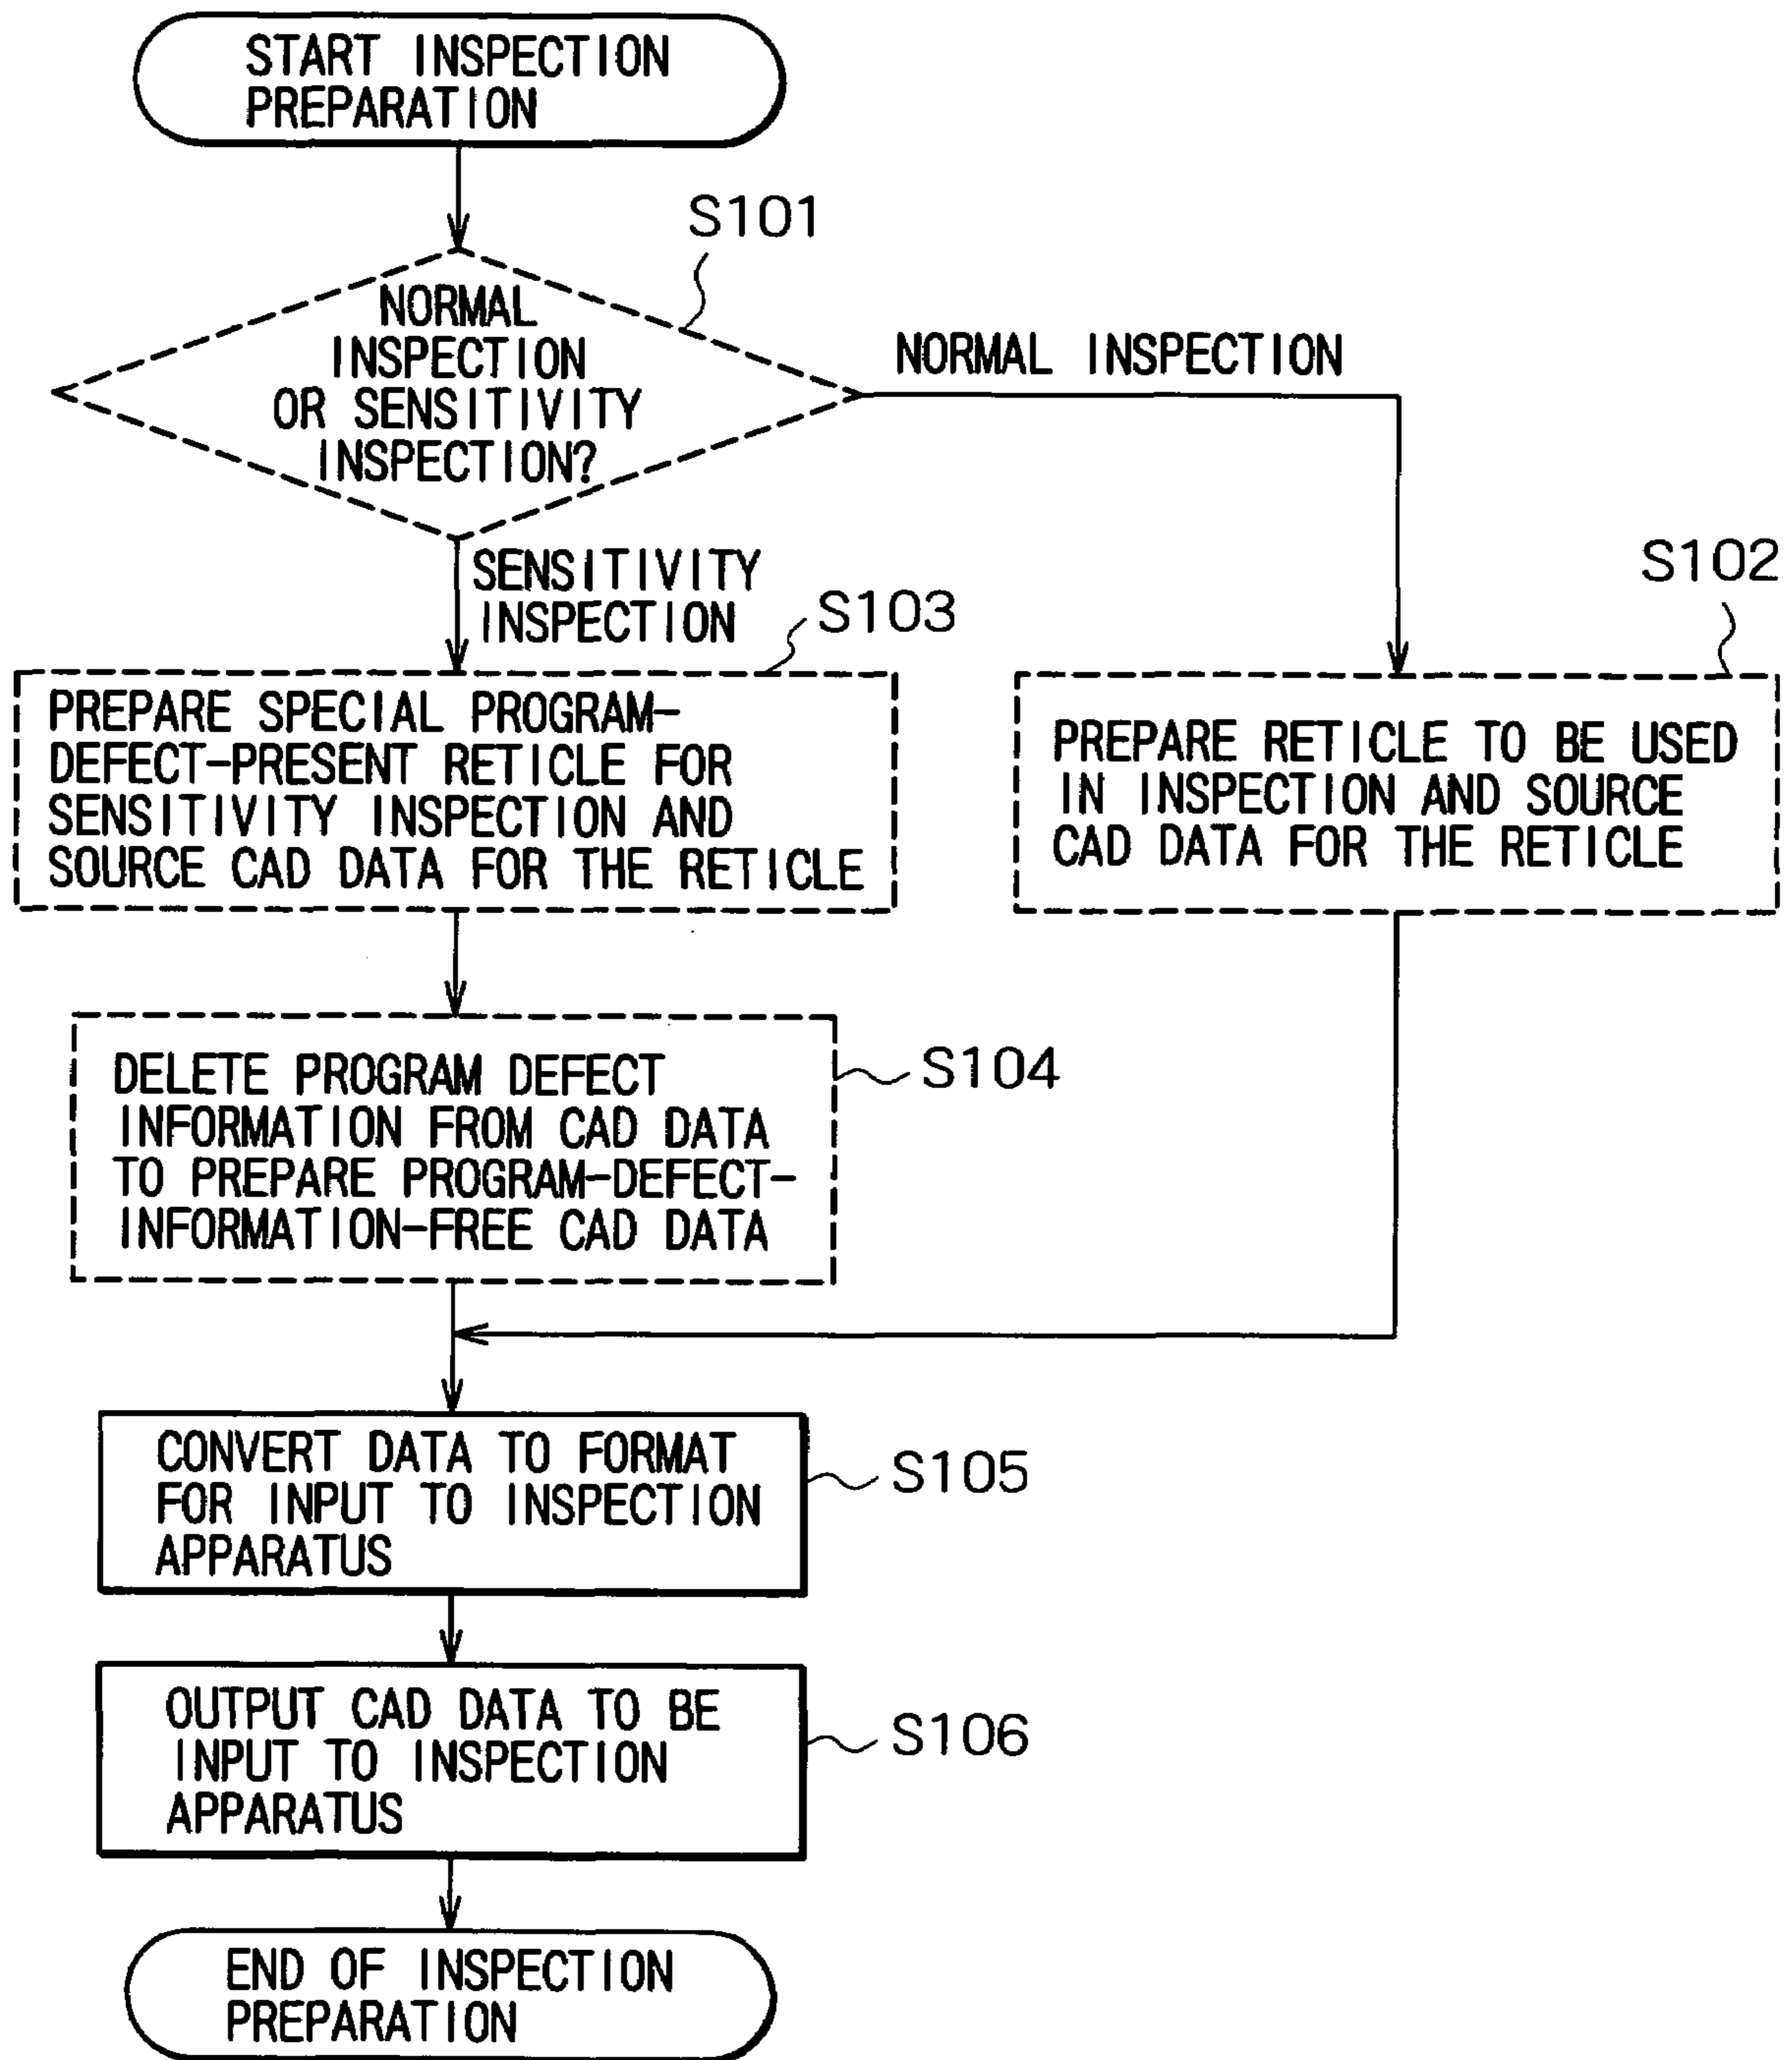 START INSPECTION
PREPARATION
S101
NORMAL
INSPECTION
OR SENSITIVITY
INSPECTION?
NORMAL INSPECTION
SENSITIVITY
INSPECTION
S103
S102
PREPARE SPECIAL PROGRAM-
DEFECT-PRESENT RETICLE FOR
SENSITIVITY INSPECTION AND
SOURCE CAD DATA FOR THE RETICLE
PREPARE RETICLE TO BE USED
IN INSPECTION AND SOURCE
CAD DATA FOR THE RETICLE
DELETE PROGRAM DEFECT
INFORMATION FROM CAD DATA
TO PREPARE PROGRAM-DEFECT-
INFORMATION-FREE CAD DATA
S104
CONVERT DATA TO FORMAT
FOR INPUT TO INSPECTION
APPARATUS
S105
OUTPUT CAD DATA TO BE
INPUT TO INSPECTION
APPARATUS
S106
END OF INSPECTION
PREPARATION